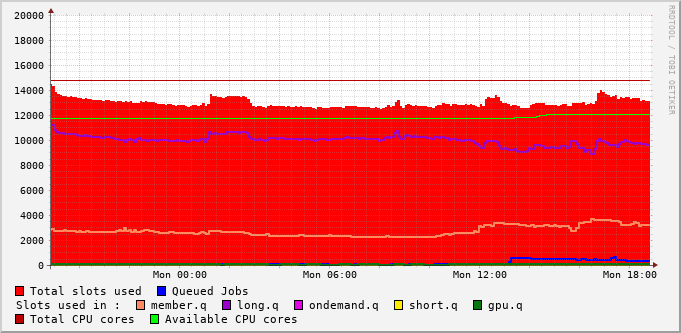 20000
18000
16000
14000
12000
10000
8000
6000
4000
2000
0
Mon 00:00 Mon 06:00 Mon 12:00 Mon 18:00
RRDTOOL / TOBI OETIKER
Total slots used Queued Jobs
Slots used in : member.q long.q ondemand.q short.q gpu.q
Total CPU cores Available CPU cores